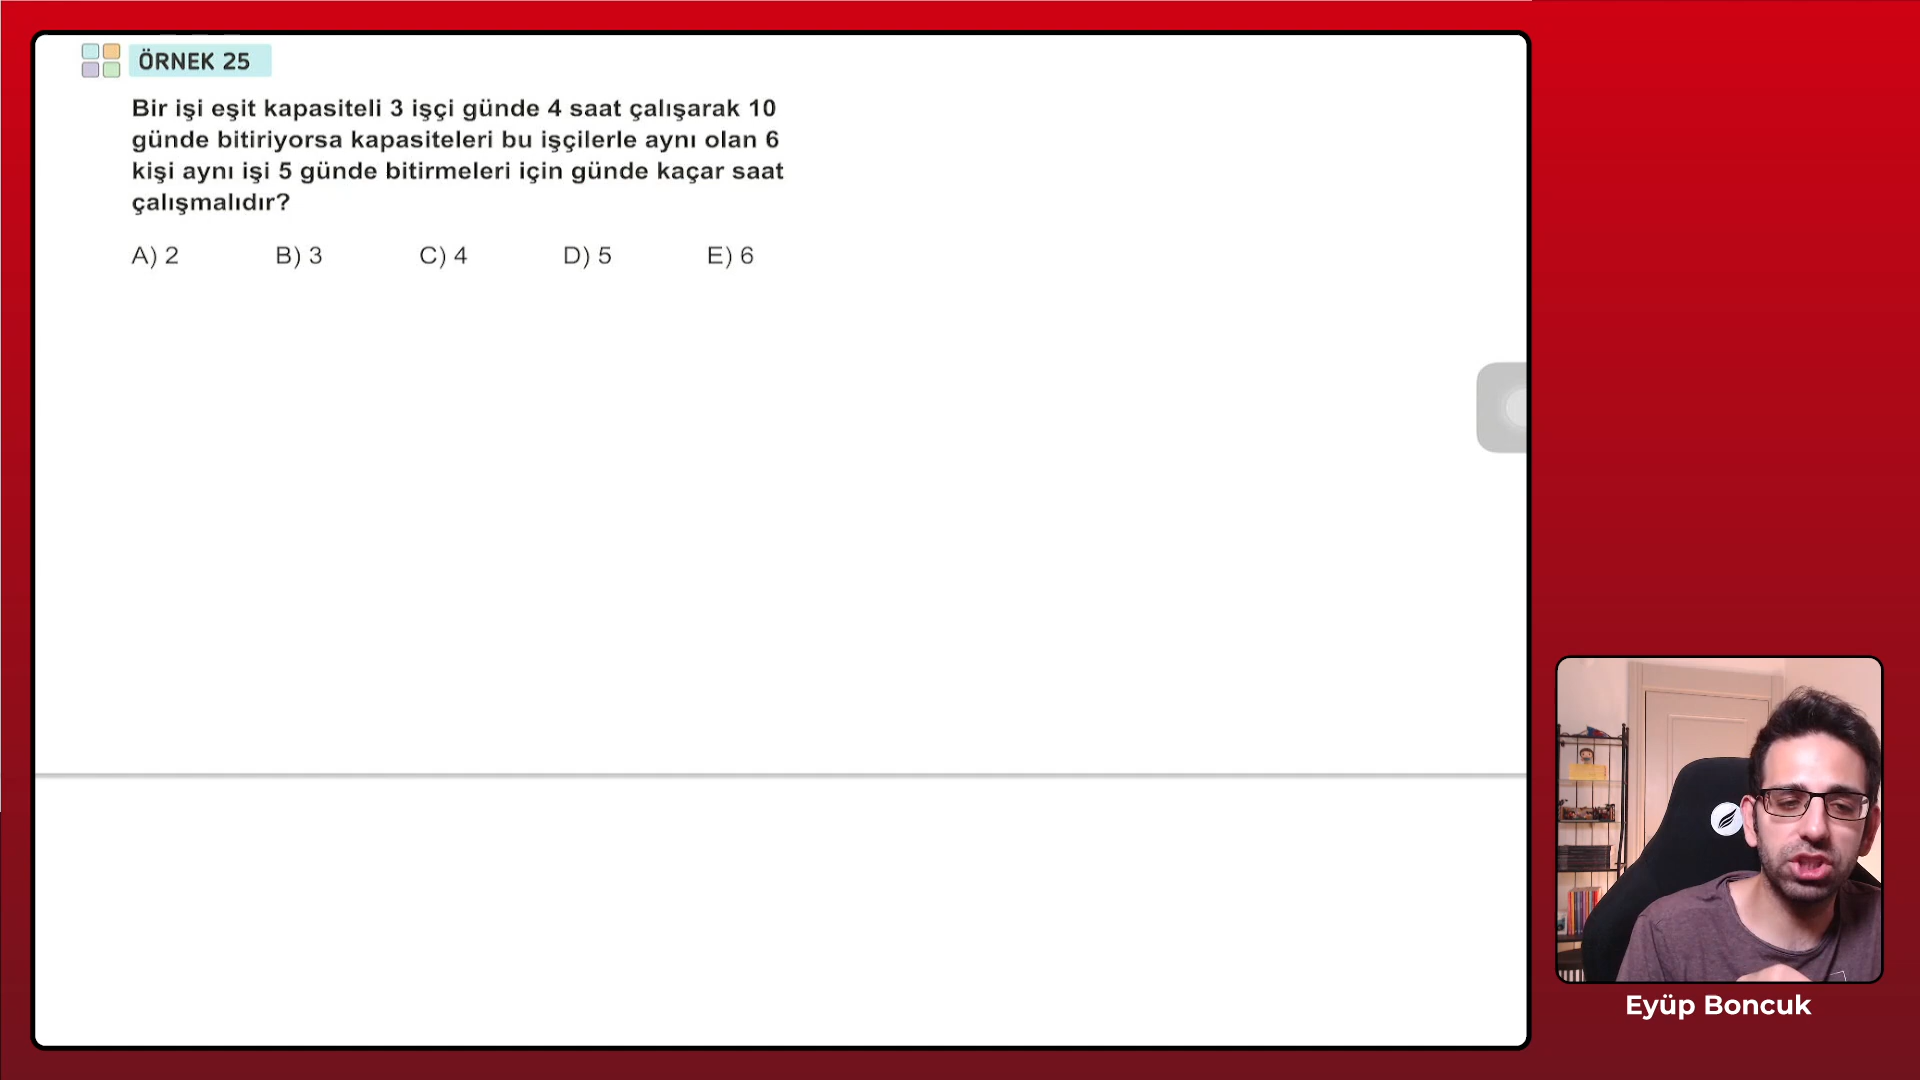 ÖRNEK 25
Bir işi eşit kapasiteli 3 işçi günde 4 saat çalışarak 10
günde bitiriyorsa kapasiteleri bu işçilerle aynı olan 6
kişi aynı işi 5 günde bitirmeleri için günde kaçar saat
çalışmalıdır?
A) 2 B) 3 C) 4 D) 5 E) 6
Eyüp Boncuk